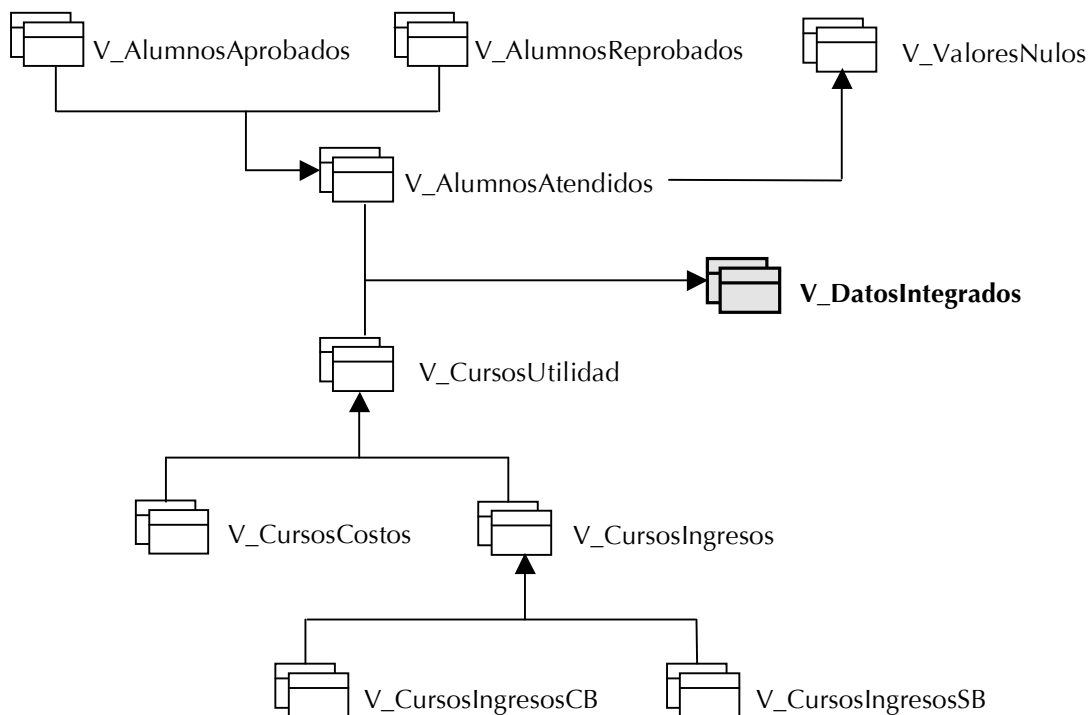 V_AlumnosAprobados
V_AlumnosReprobados
V_ValoresNulos
V_AlumnosAtendidos
V_DatosIntegrados
V_CursosUtilidad
V_CursosCostos
V_CursosIngresos
V_CursosIngresosCB
V_CursosIngresosSB